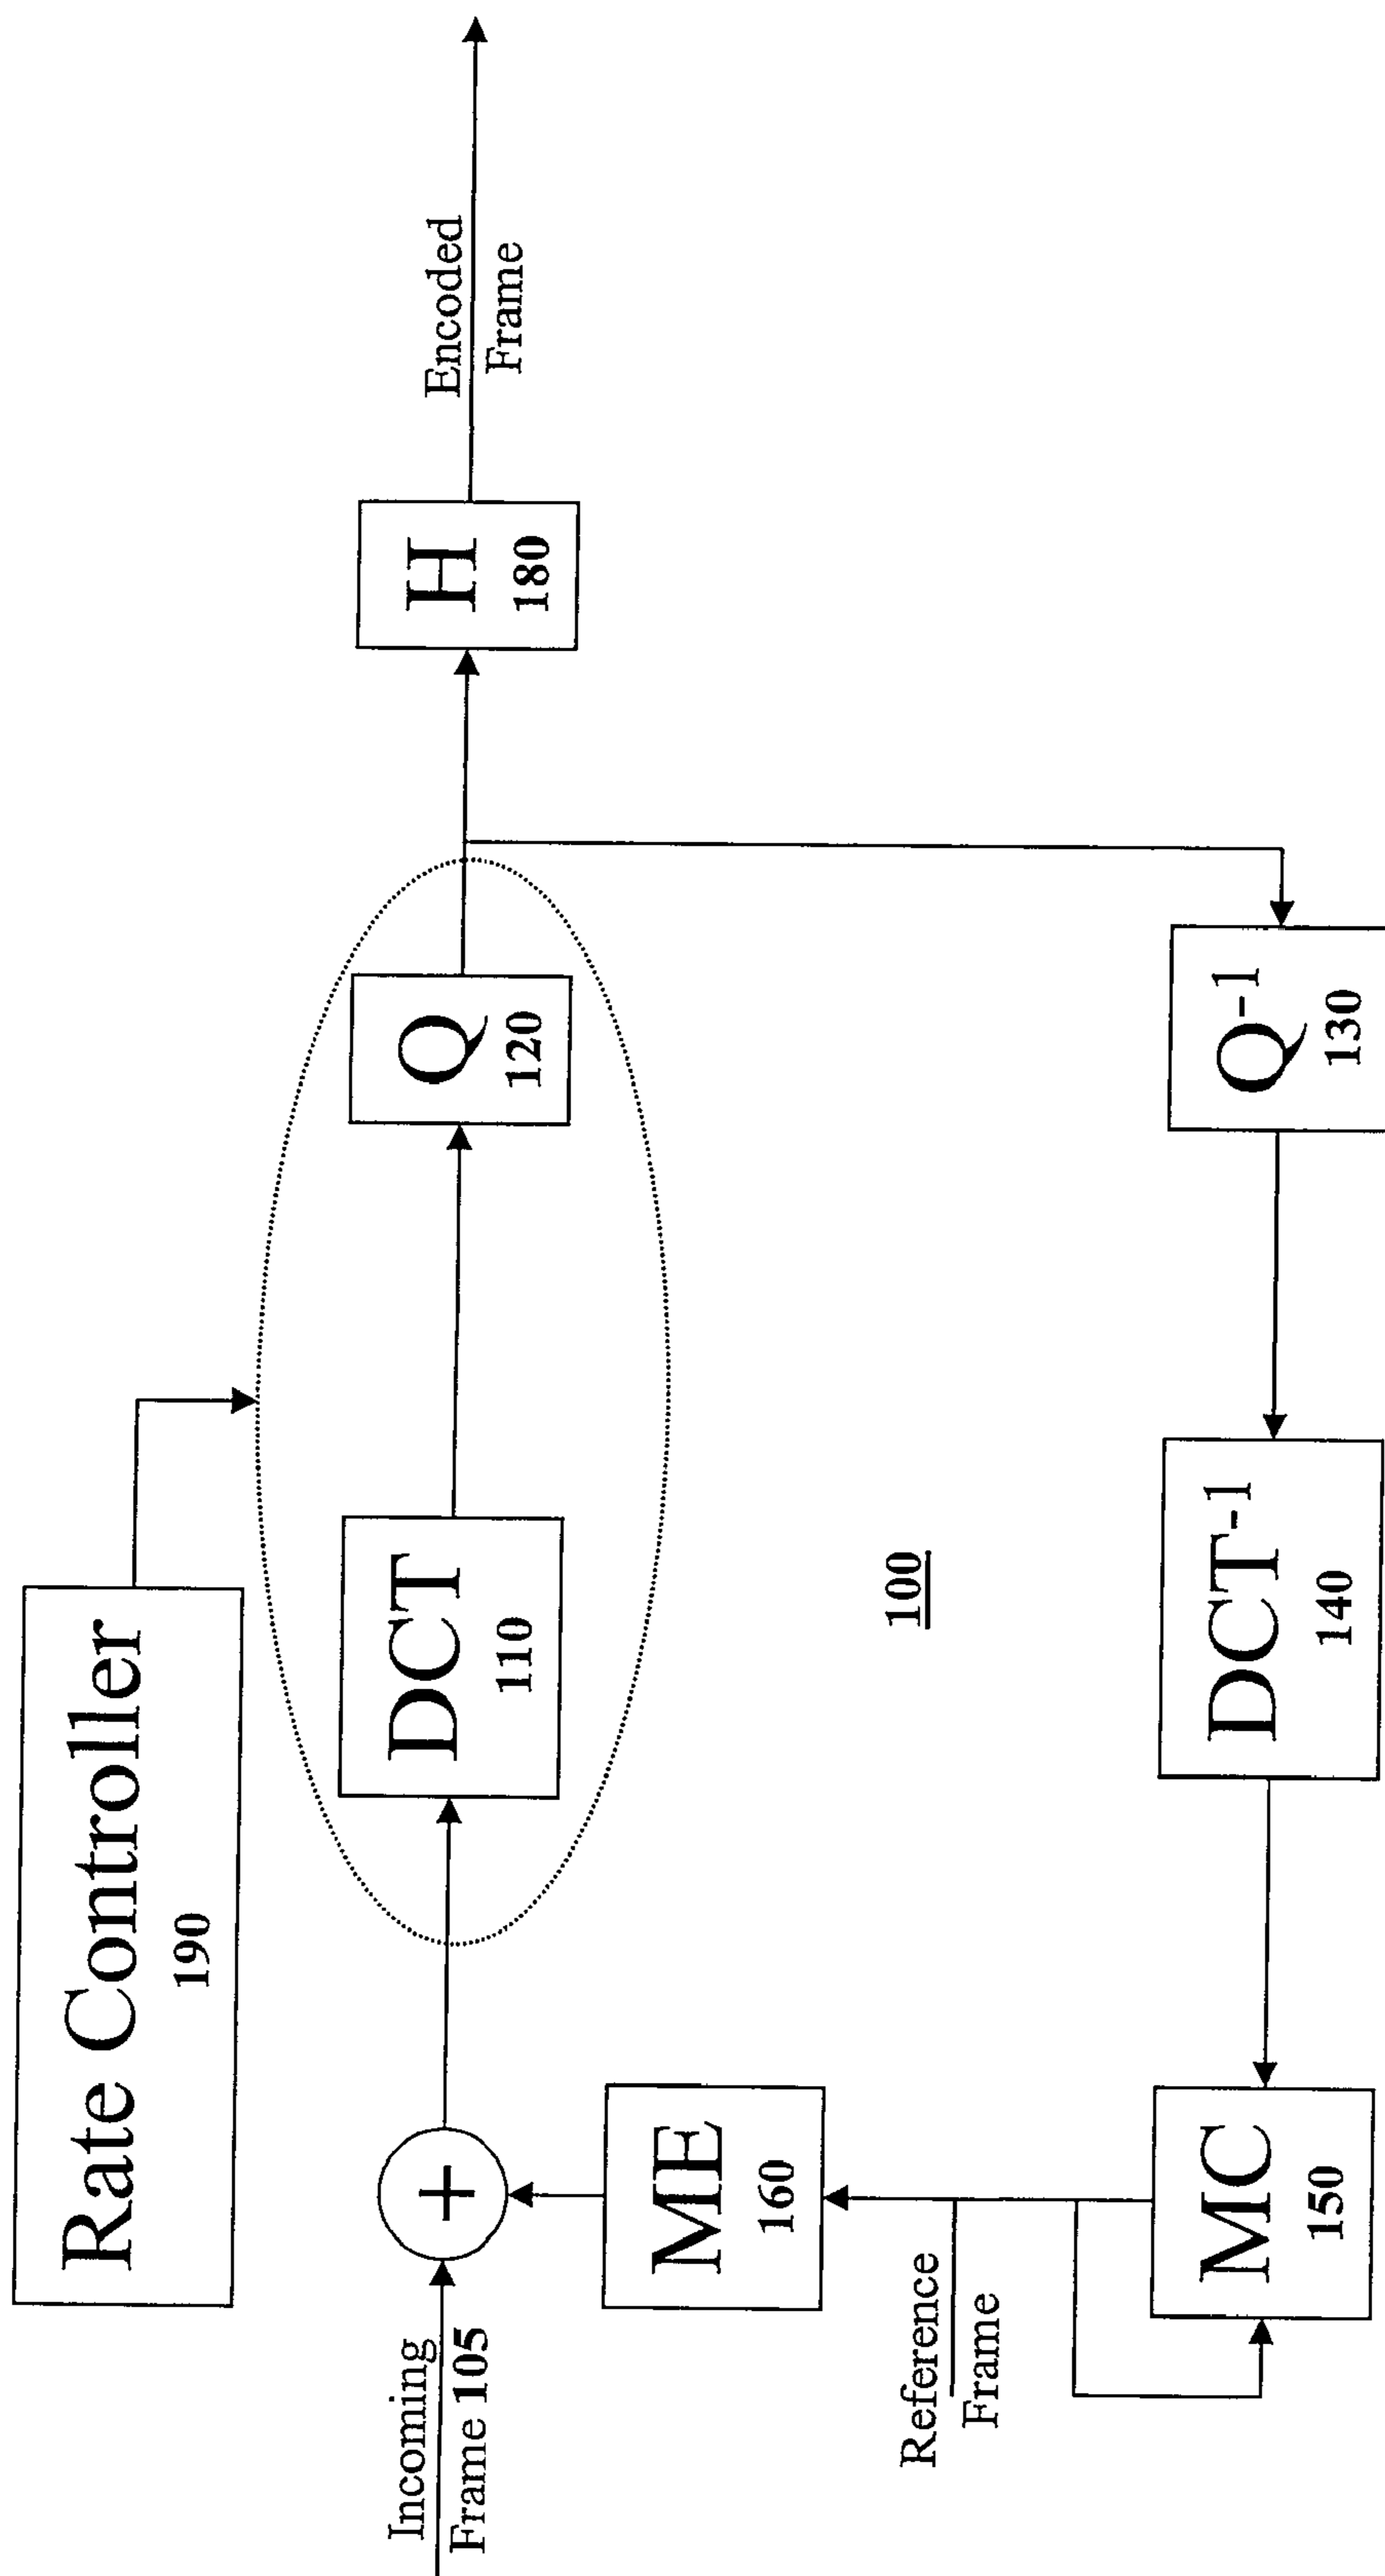 Rate Controller
190
Incoming
Frame 105
+
DCT
110
Q
120
H
180
Encoded
Frame
ME
160
100
Reference
Frame
MC
150
DCT-1
140
Q-1
130